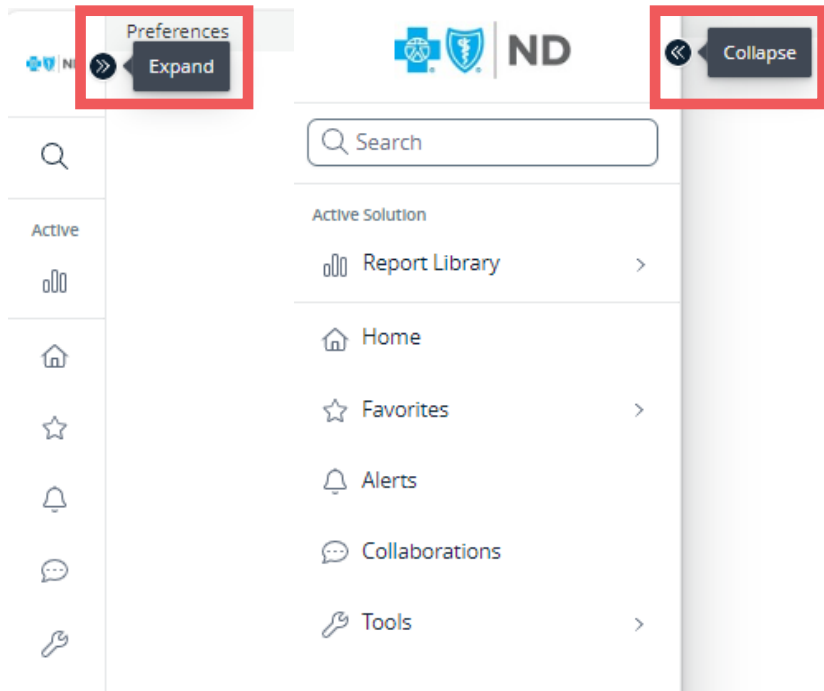 Preferences
Expand
Active
ND
Collapse
Search
Active Solution
Report Library
Home
Favorites
Alerts
Collaborations
Tools